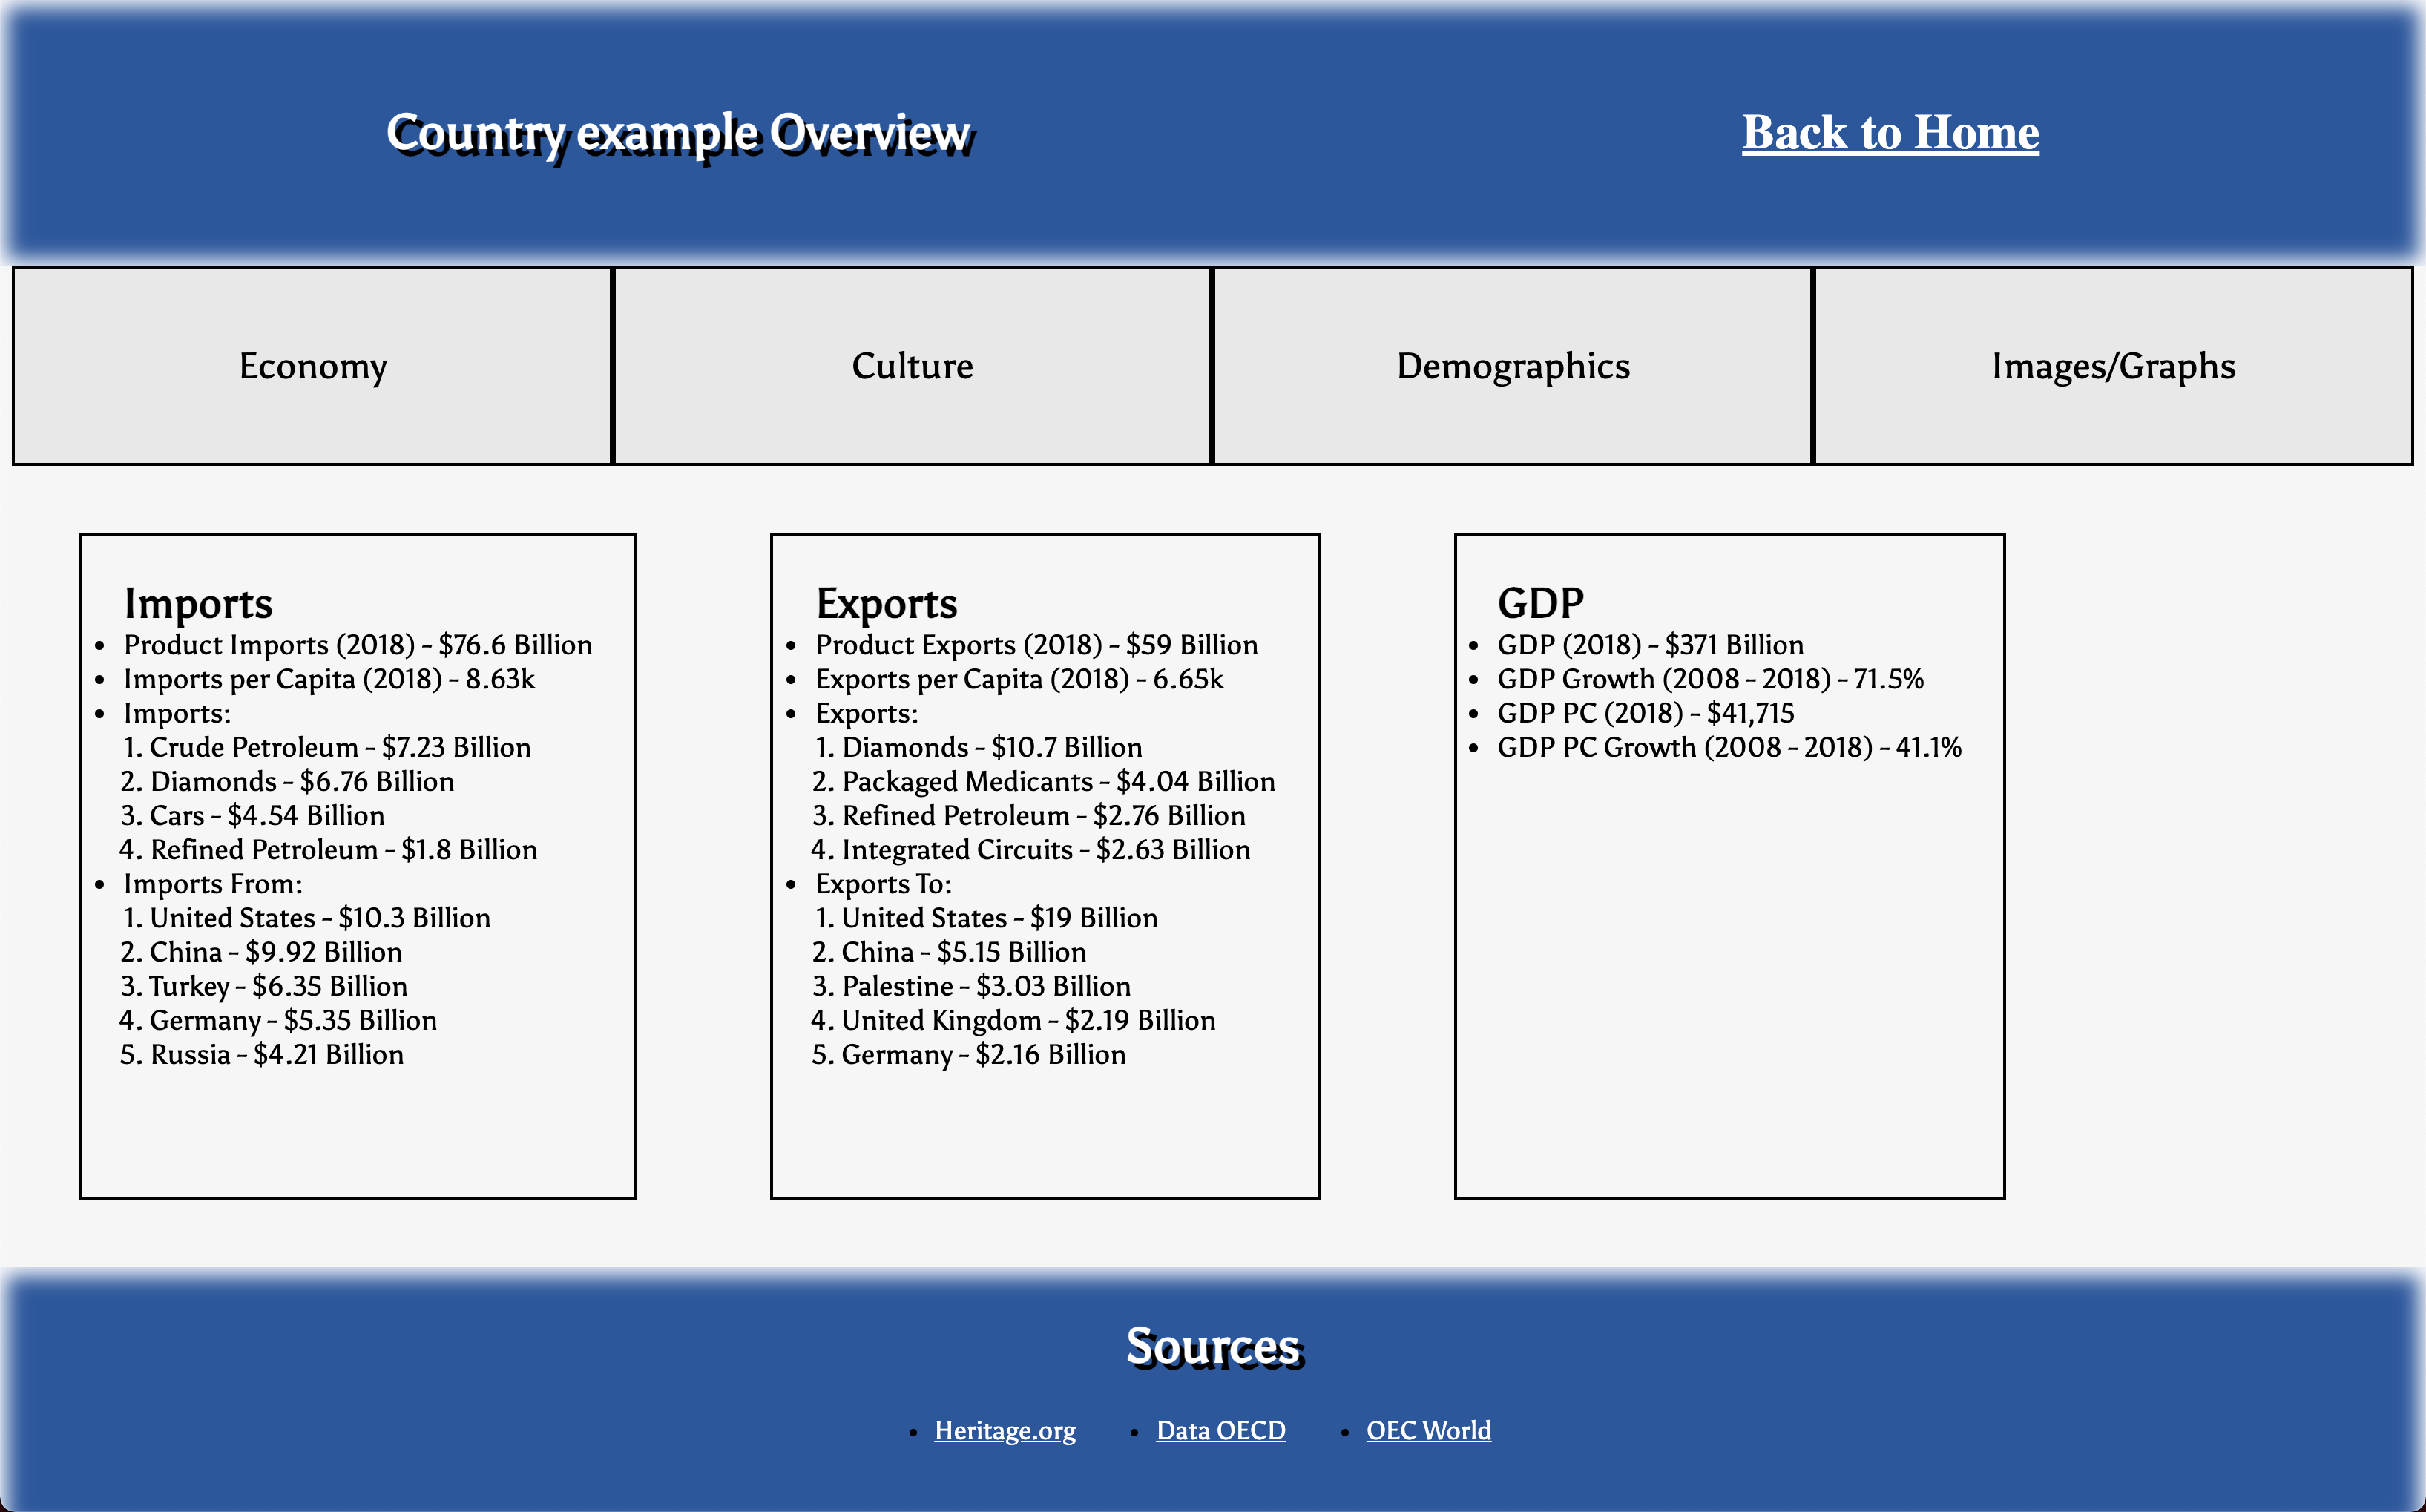 Country example Overview
Back to Home
Economy
Culture
Demographics
Images/Graphs
Imports
• Product Imports (2018) - $76.6 Billion
• Imports per Capita (2018) - 8.63k
• Imports:
1. Crude Petroleum - $7.23 Billion
2. Diamonds - $6.76 Billion
3. Cars - $4.54 Billion
4. Refined Petroleum - $1.8 Billion
• Imports From:
1. United States - $10.3 Billion
2. China - $9.92 Billion
3. Turkey - $6.35 Billion
4. Germany - $5.35 Billion
5. Russia - $4.21 Billion
Exports
• Product Exports (2018) - $59 Billion
• Exports per Capita (2018) - 6.65k
• Exports:
1. Diamonds - $10.7 Billion
2. Packaged Medicants - $4.04 Billion
3. Refined Petroleum - $2.76 Billion
4. Integrated Circuits - $2.63 Billion
• Exports To:
1. United States - $19 Billion
2. China - $5.15 Billion
3. Palestine - $3.03 Billion
4. United Kingdom - $2.19 Billion
5. Germany - $2.16 Billion
GDP
• GDP (2018) - $371 Billion
• GDP Growth (2008 - 2018) - 71.5%
• GDP PC (2018) - $41,715
• GDP PC Growth (2008 - 2018) - 41.1%
Sources
• Heritage.org
• Data OECD
• OEC World